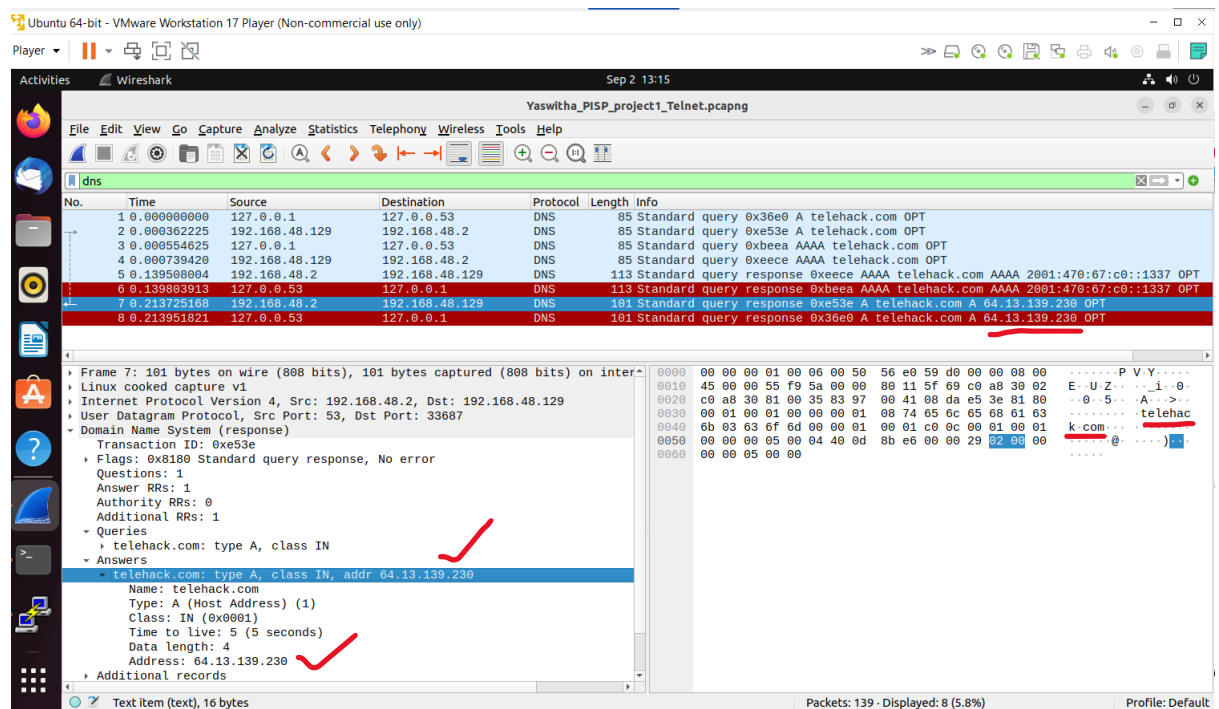 Ubuntu 64-bit - VMware Workstation 17 Player (Non-commercial use only)
Player
Activities Wireshark Sep 2 13:15
Yaswitha_PISP_project1_Telnet.pcapng
File Edit View Go Capture Analyze Statistics Telephony Wireless Tools Help
dns
No. Time Source Destination Protocol Length Info
1 0.000000000 127.0.0.1 127.0.0.53 DNS 85 Standard query 0x36e0 A telehack.com OPT
2 0.000362225 192.168.48.129 192.168.48.2 DNS 85 Standard query 0xe53e A telehack.com OPT
3 0.000554625 127.0.0.1 127.0.0.53 DNS 85 Standard query 0xbeea AAAA telehack.com OPT
4 0.000739420 192.168.48.129 192.168.48.2 DNS 85 Standard query 0xeece AAAA telehack.com OPT
5 0.139508004 192.168.48.2 192.168.48.129 DNS 113 Standard query response 0xeece AAAA telehack.com AAAA 2001:470:67:c0::1337 OPT
6 0.139803913 127.0.0.53 127.0.0.1 DNS 113 Standard query response 0xbeea AAAA telehack.com AAAA 2001:470:67:c0::1337 OPT
7 0.213725168 192.168.48.2 192.168.48.129 DNS 101 Standard query response 0xe53e A telehack.com A 64.13.139.230 OPT
8 0.213951821 127.0.0.53 127.0.0.1 DNS 101 Standard query response 0x36e0 A telehack.com A 64.13.139.230 OPT
Frame 7: 101 bytes on wire (808 bits), 101 bytes captured (808 bits) on inter
Linux cooked capture v1
Internet Protocol Version 4, Src: 192.168.48.2, Dst: 192.168.48.129
User Datagram Protocol, Src Port: 53, Dst Port: 33687
Domain Name System (response)
Transaction ID: 0xe53e
Flags: 0x8180 Standard query response, No error
Questions: 1
Answer RRs: 1
Authority RRs: 0
Additional RRs: 1
Queries
telehack.com: type A, class IN
Answers
telehack.com: type A, class IN, addr 64.13.139.230
Name: telehack.com
Type: A (Host Address) (1)
Class: IN (0x0001)
Time to live: 5 (5 seconds)
Data length: 4
Address: 64.13.139.230
Additional records
0000 00 00 00 01 00 06 00 50 56 e0 59 d0 00 00 08 00 ·······P V·Y·····
0010 45 00 00 55 f9 5a 00 00 80 11 5f 69 c0 a8 30 02 E··U·Z·· ··_i··0·
0020 c0 a8 30 81 00 35 83 97 00 41 08 da e5 3e 81 80 ··0··5·· ·A···>··
0030 00 01 00 01 00 00 00 01 08 74 65 6c 65 68 61 63 ········ ·telehac
0040 6b 03 63 6f 6d 00 00 01 00 01 c0 0c 00 01 00 01 k·com··· ········
0050 00 00 00 05 00 04 40 0d 8b e6 00 00 29 02 00 00 ······@· ····)···
0060 00 00 05 00 00 ·····
Text item (text), 16 bytes Packets: 139 · Displayed: 8 (5.8%) Profile: Default